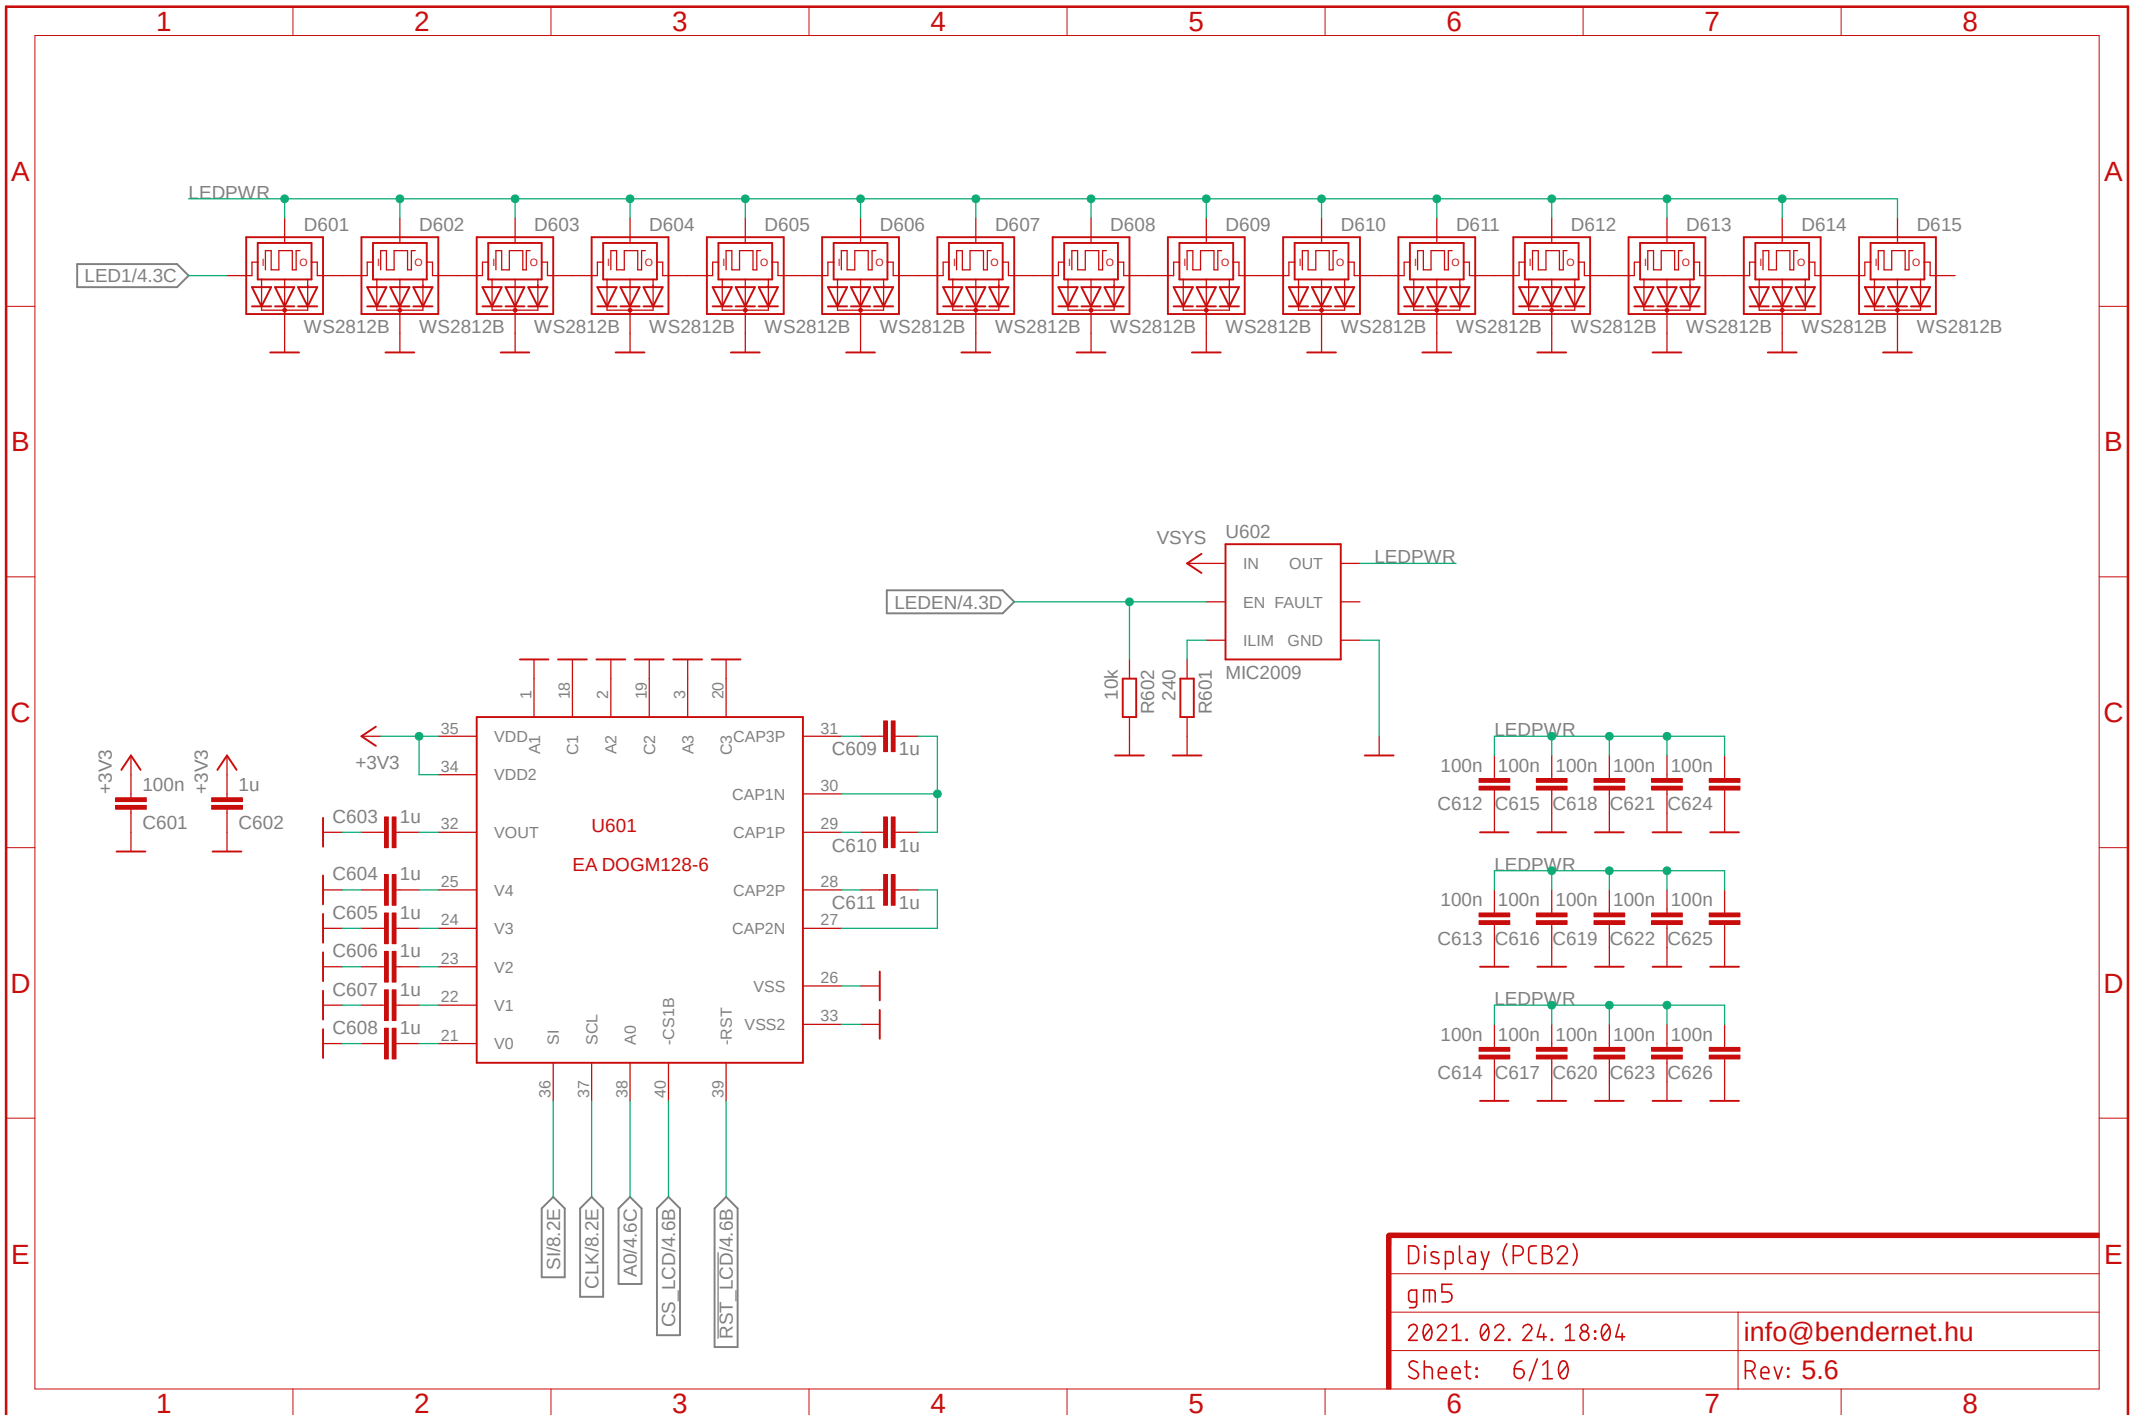 1 2 3 4 5 6 7 8
A A
LEDPWR
D601 D602 D603 D604 D605 D606 D607 D608 D609 D610 D611 D612 D613 D614 D615
LED1/4.3C
I O I O I O I O I O I O I O I O I O I O I O I O I O I O I O
WS2812B WS2812B WS2812B WS2812B WS2812B WS2812B WS2812B WS2812B WS2812B WS2812B WS2812B WS2812B WS2812B WS2812B WS2812B
B B
VSYS U602
IN OUT LEDPWR
LEDEN/4.3D EN FAULT
ILIM GND
MIC2009
10k R602 240 R601
C C
1 18 2 19 3 20
A1 C1 A2 C2 A3 C3
+3V3 35 VDD
34 VDD2
CAP3P 31 C609 1u
CAP1N 30
+3V3 100n C601
+3V3 1u C602
C603 1u 32 VOUT
U601
EA DOGM128-6
CAP1P 29 C610 1u
C604 1u 25 V4
CAP2P 28 C611 1u
C605 1u 24 V3
CAP2N 27
C606 1u 23 V2
C607 1u 22 V1
C608 1u 21 V0
VSS 26
VSS2 33
SI SCL A0 -CS1B -RST
36 37 38 40 39
SI/8.2E CLK/8.2E A0/4.6C CS_LCD/4.6B RST_LCD/4.6B
LEDPWR
100n 100n 100n 100n 100n
C612 C615 C618 C621 C624
LEDPWR
100n 100n 100n 100n 100n
C613 C616 C619 C622 C625
LEDPWR
100n 100n 100n 100n 100n
C614 C617 C620 C623 C626
D D
E E
Display (PCB2)
gm5
2021. 02. 24. 18:04 info@bendernet.hu
Sheet: 6/10 Rev: 5.6
1 2 3 4 5 6 7 8